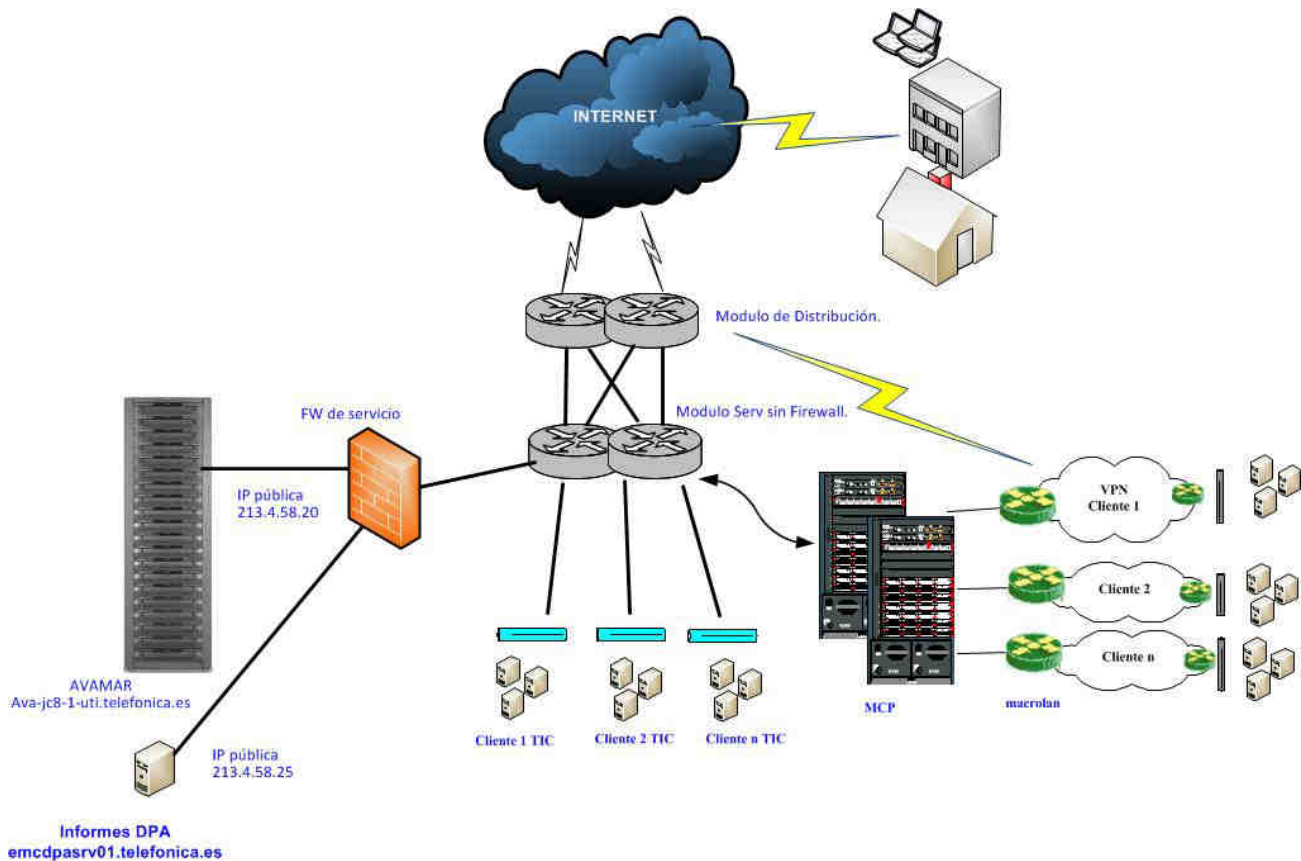 INTERNET
Modulo de Distribución.
FW de servicio
Modulo Serv sin Firewall.
IP pública
213.4.58.20
VPN
Cliente 1
Cliente 2
Cliente n
AVAMAR
Ava-jc8-1-uti.telefonica.es
MCP
macrolan
Cliente 1 TIC
Cliente 2 TIC
Cliente n TIC
IP pública
213.4.58.25
Informes DPA
emcdpasrv01.telefonica.es